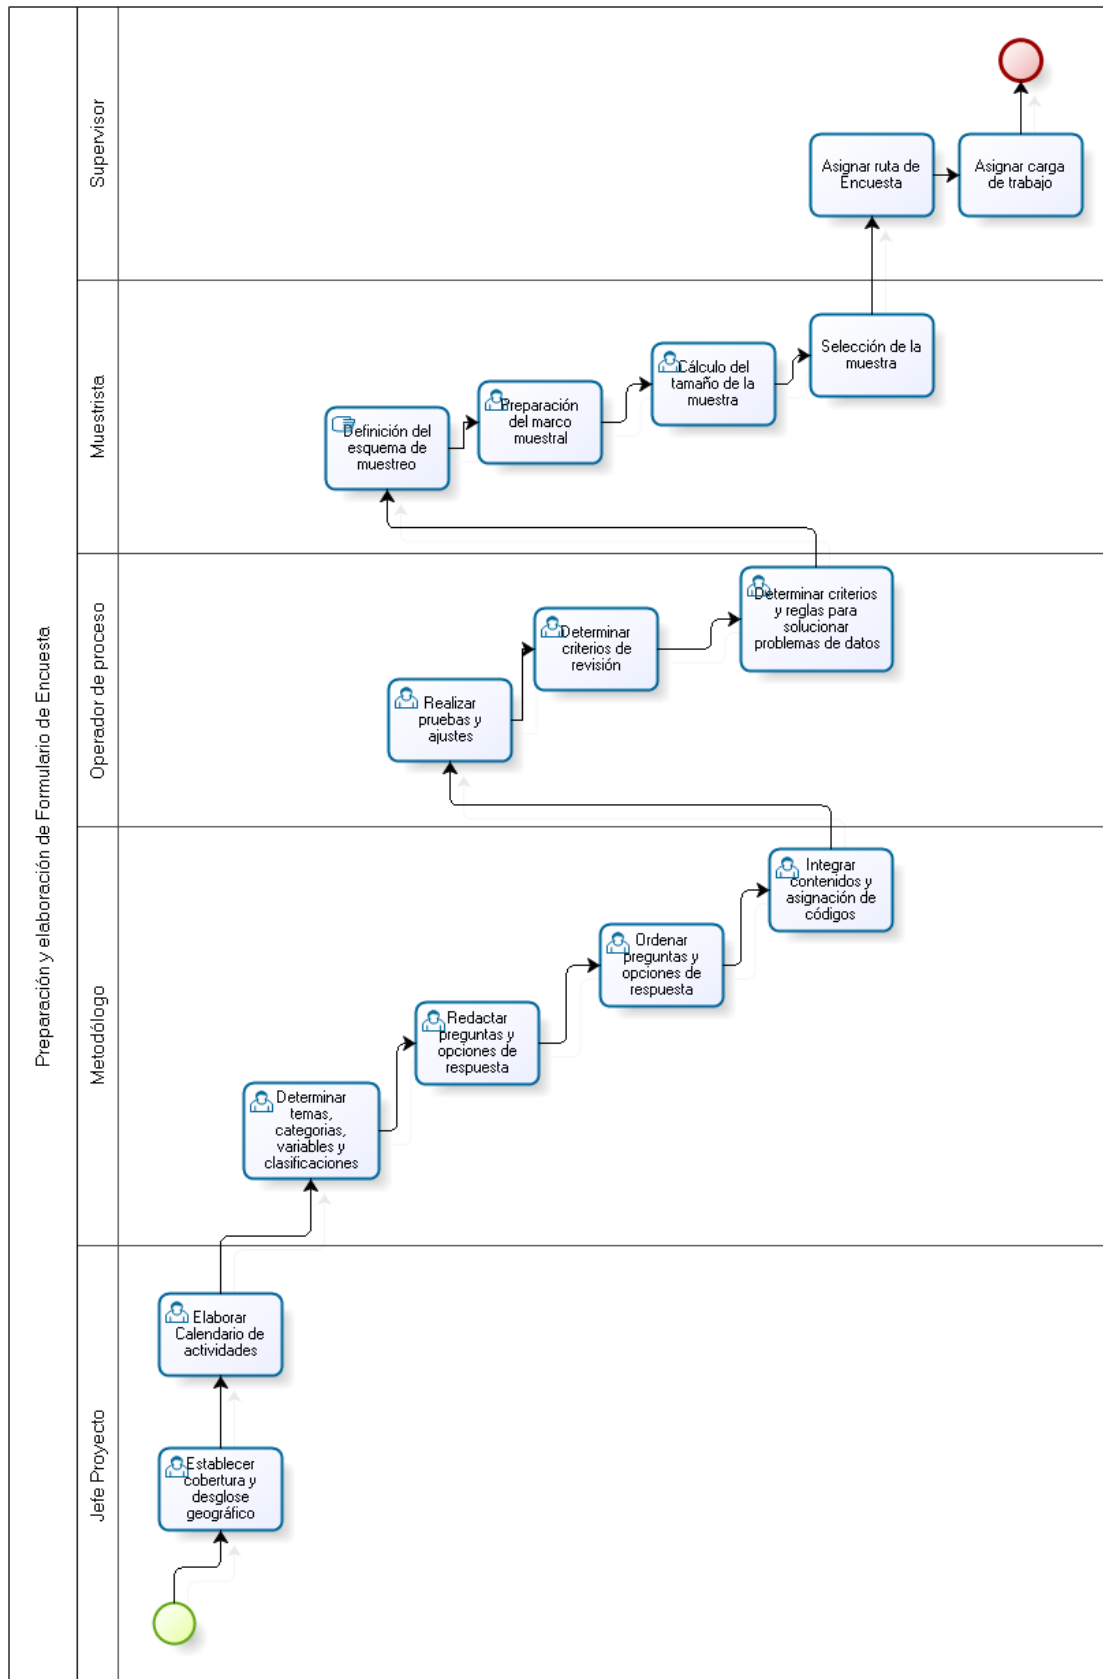 Preparación y elaboración de Formulario de Encuesta
Supervisor
Asignar ruta de
Encuesta
Asignar carga
de trabajo
Muestrista
Definición del
esquema de
muestreo
Preparación
del marco
muestral
Cálculo del
tamaño de la
muestra
Selección de la
muestra
Operador de proceso
Realizar
pruebas y
ajustes
Determinar
criterios de
revisión
Determinar criterios
y reglas para
solucionar
problemas de datos
Metodólogo
Determinar
temas,
categorias,
variables y
clasificaciones
Redactar
preguntas y
opciones de
respuesta
Ordenar
preguntas y
opciones de
respuesta
Integrar
contenidos y
asignación de
códigos
Jefe Proyecto
Elaborar
Calendario de
actividades
Establecer
cobertura y
desglose
geográfico